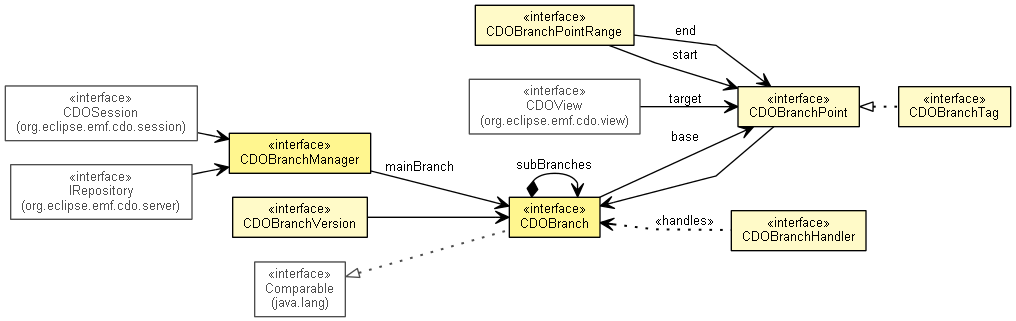 «interface»
CDOBranchPointRange
end
start
«interface»
CDOSession
(org.eclipse.emf.cdo.session)
«interface»
CDOView
(org.eclipse.emf.cdo.view)
target
«interface»
CDOBranchPoint
«interface»
CDOBranchTag
«interface»
CDOBranchManager
mainBranch
subBranches
base
«interface»
IRepository
(org.eclipse.emf.cdo.server)
«interface»
CDOBranchVersion
«interface»
CDOBranch
«handles»
«interface»
CDOBranchHandler
«interface»
Comparable
(java.lang)